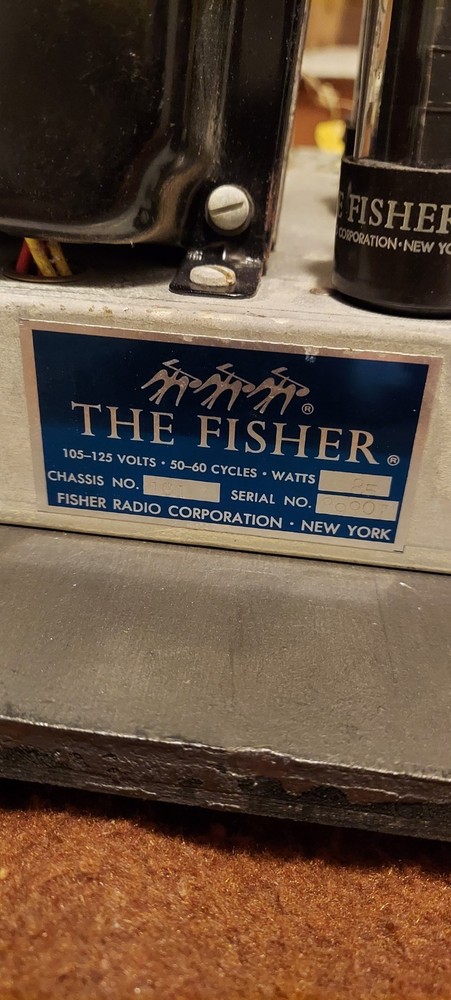 FISHER
CORPORATION • NEW
®
THE FISHER ®
105–125 VOLTS • 50–60 CYCLES • WATTS
CHASSIS NO. SERIAL NO.
FISHER RADIO CORPORATION • NEW YORK